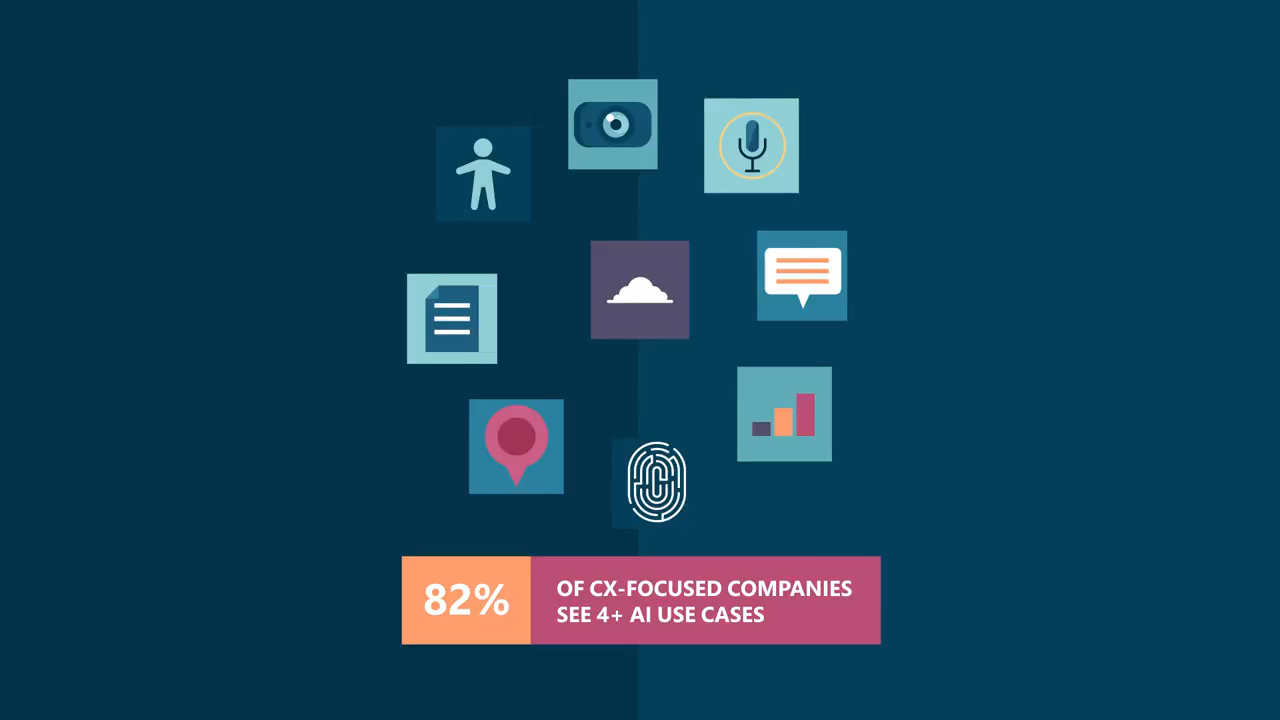 82%
OF CX-FOCUSED COMPANIES
SEE 4+ AI USE CASES